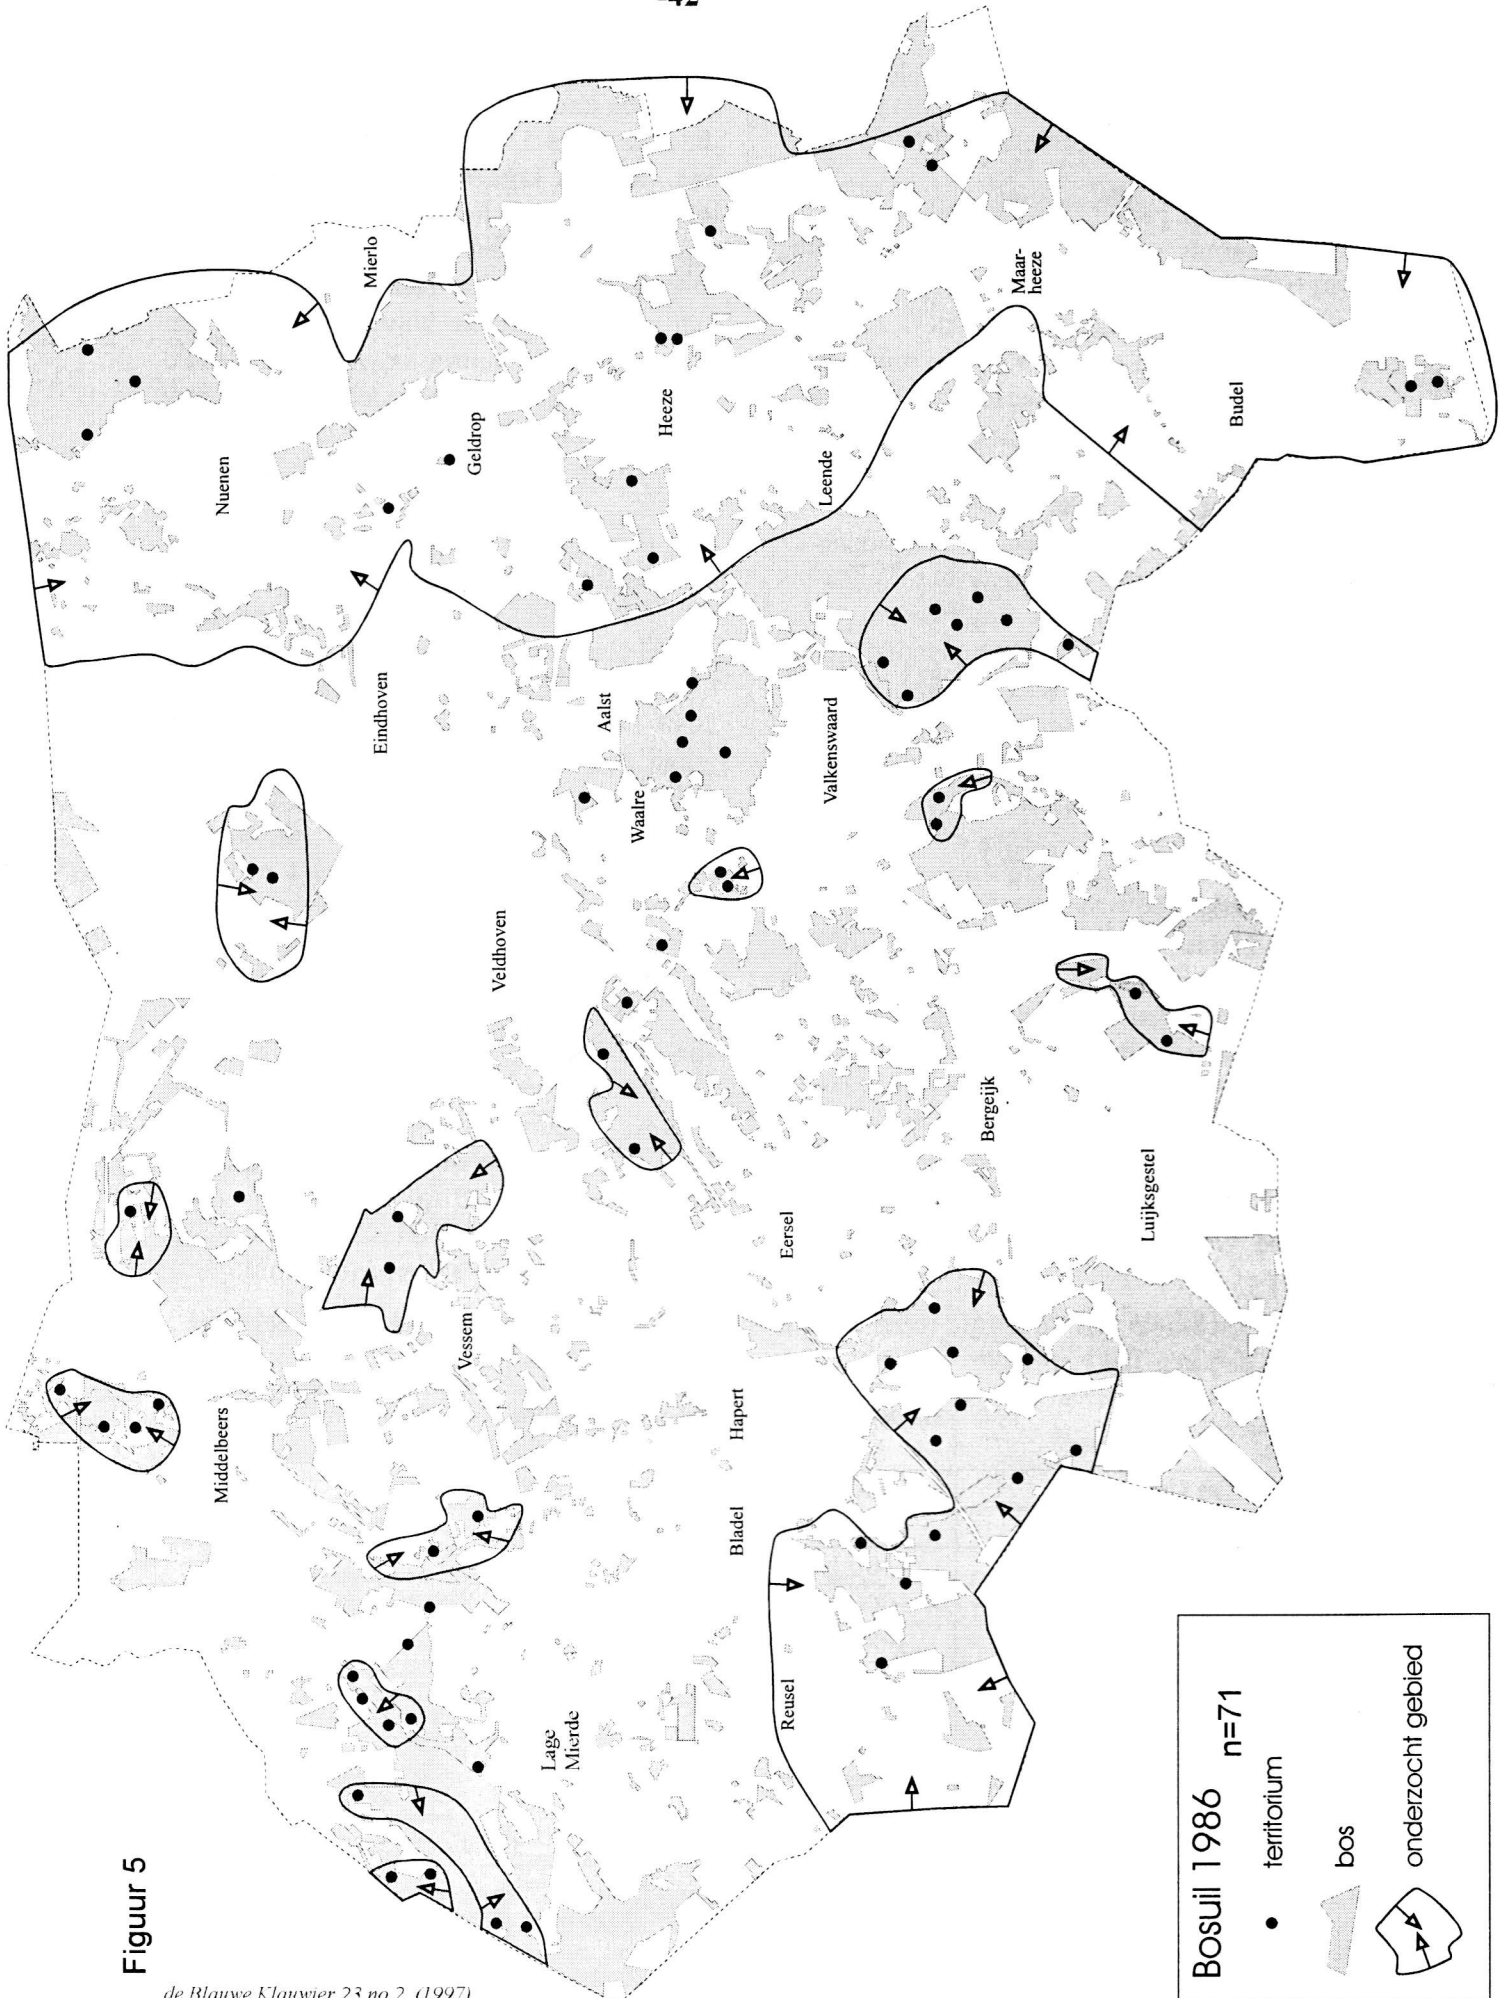 -42-
Mierlo
Nuenen
Geldrop
Heeze
Maar-
heeze
Budel
Leende
Eindhoven
Aalst
Waalre
Valkenswaard
Veldhoven
Bergeijk
Luijksgestel
Eersel
Vessem
Middelbeers
Hapert
Bladel
Reusel
Lage
Mierde
Figuur 5
de Blauwe Klauwier 23 no 2. (1997)
Bosuil 1986
n=71
territorium
bos
onderzocht gebied